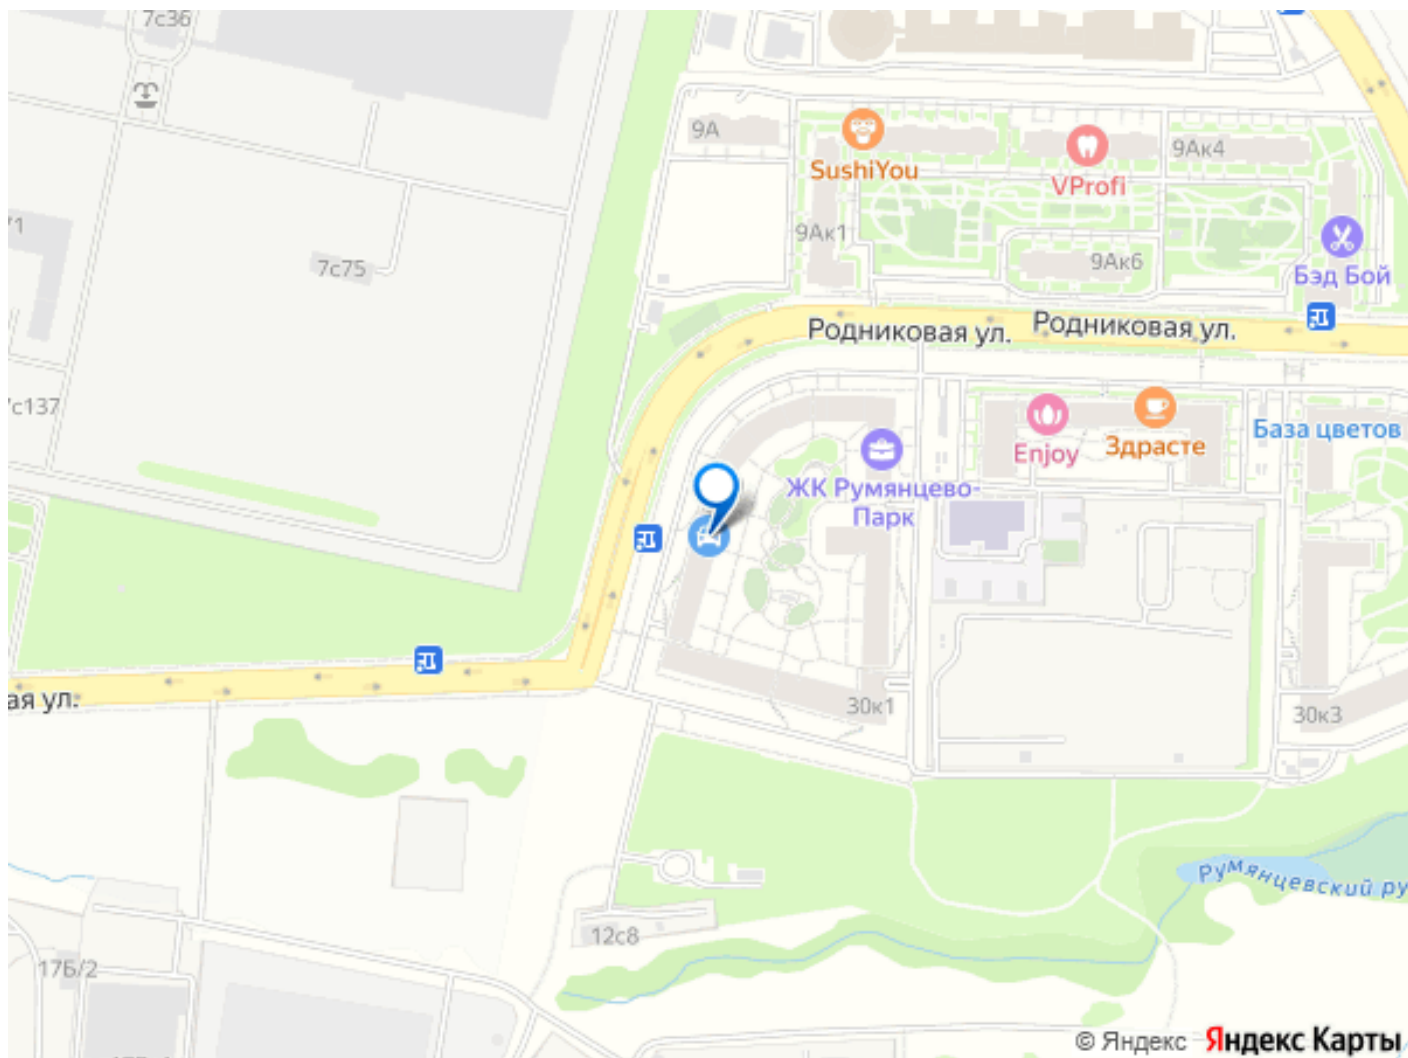 7с36
9А
SushiYou
VProfi
9Ак4
9Ак1
9Ак6
Бэд Бой
7с75
Родниковая ул.
Родниковая ул.
7с137
Enjoy
Здрасте
База цветов
ЖК Румянцево-
Парк
ая ул.
30к1
30к3
Румянцевский ру
12с8
17Б/2
© Яндекс Яндекс Карты